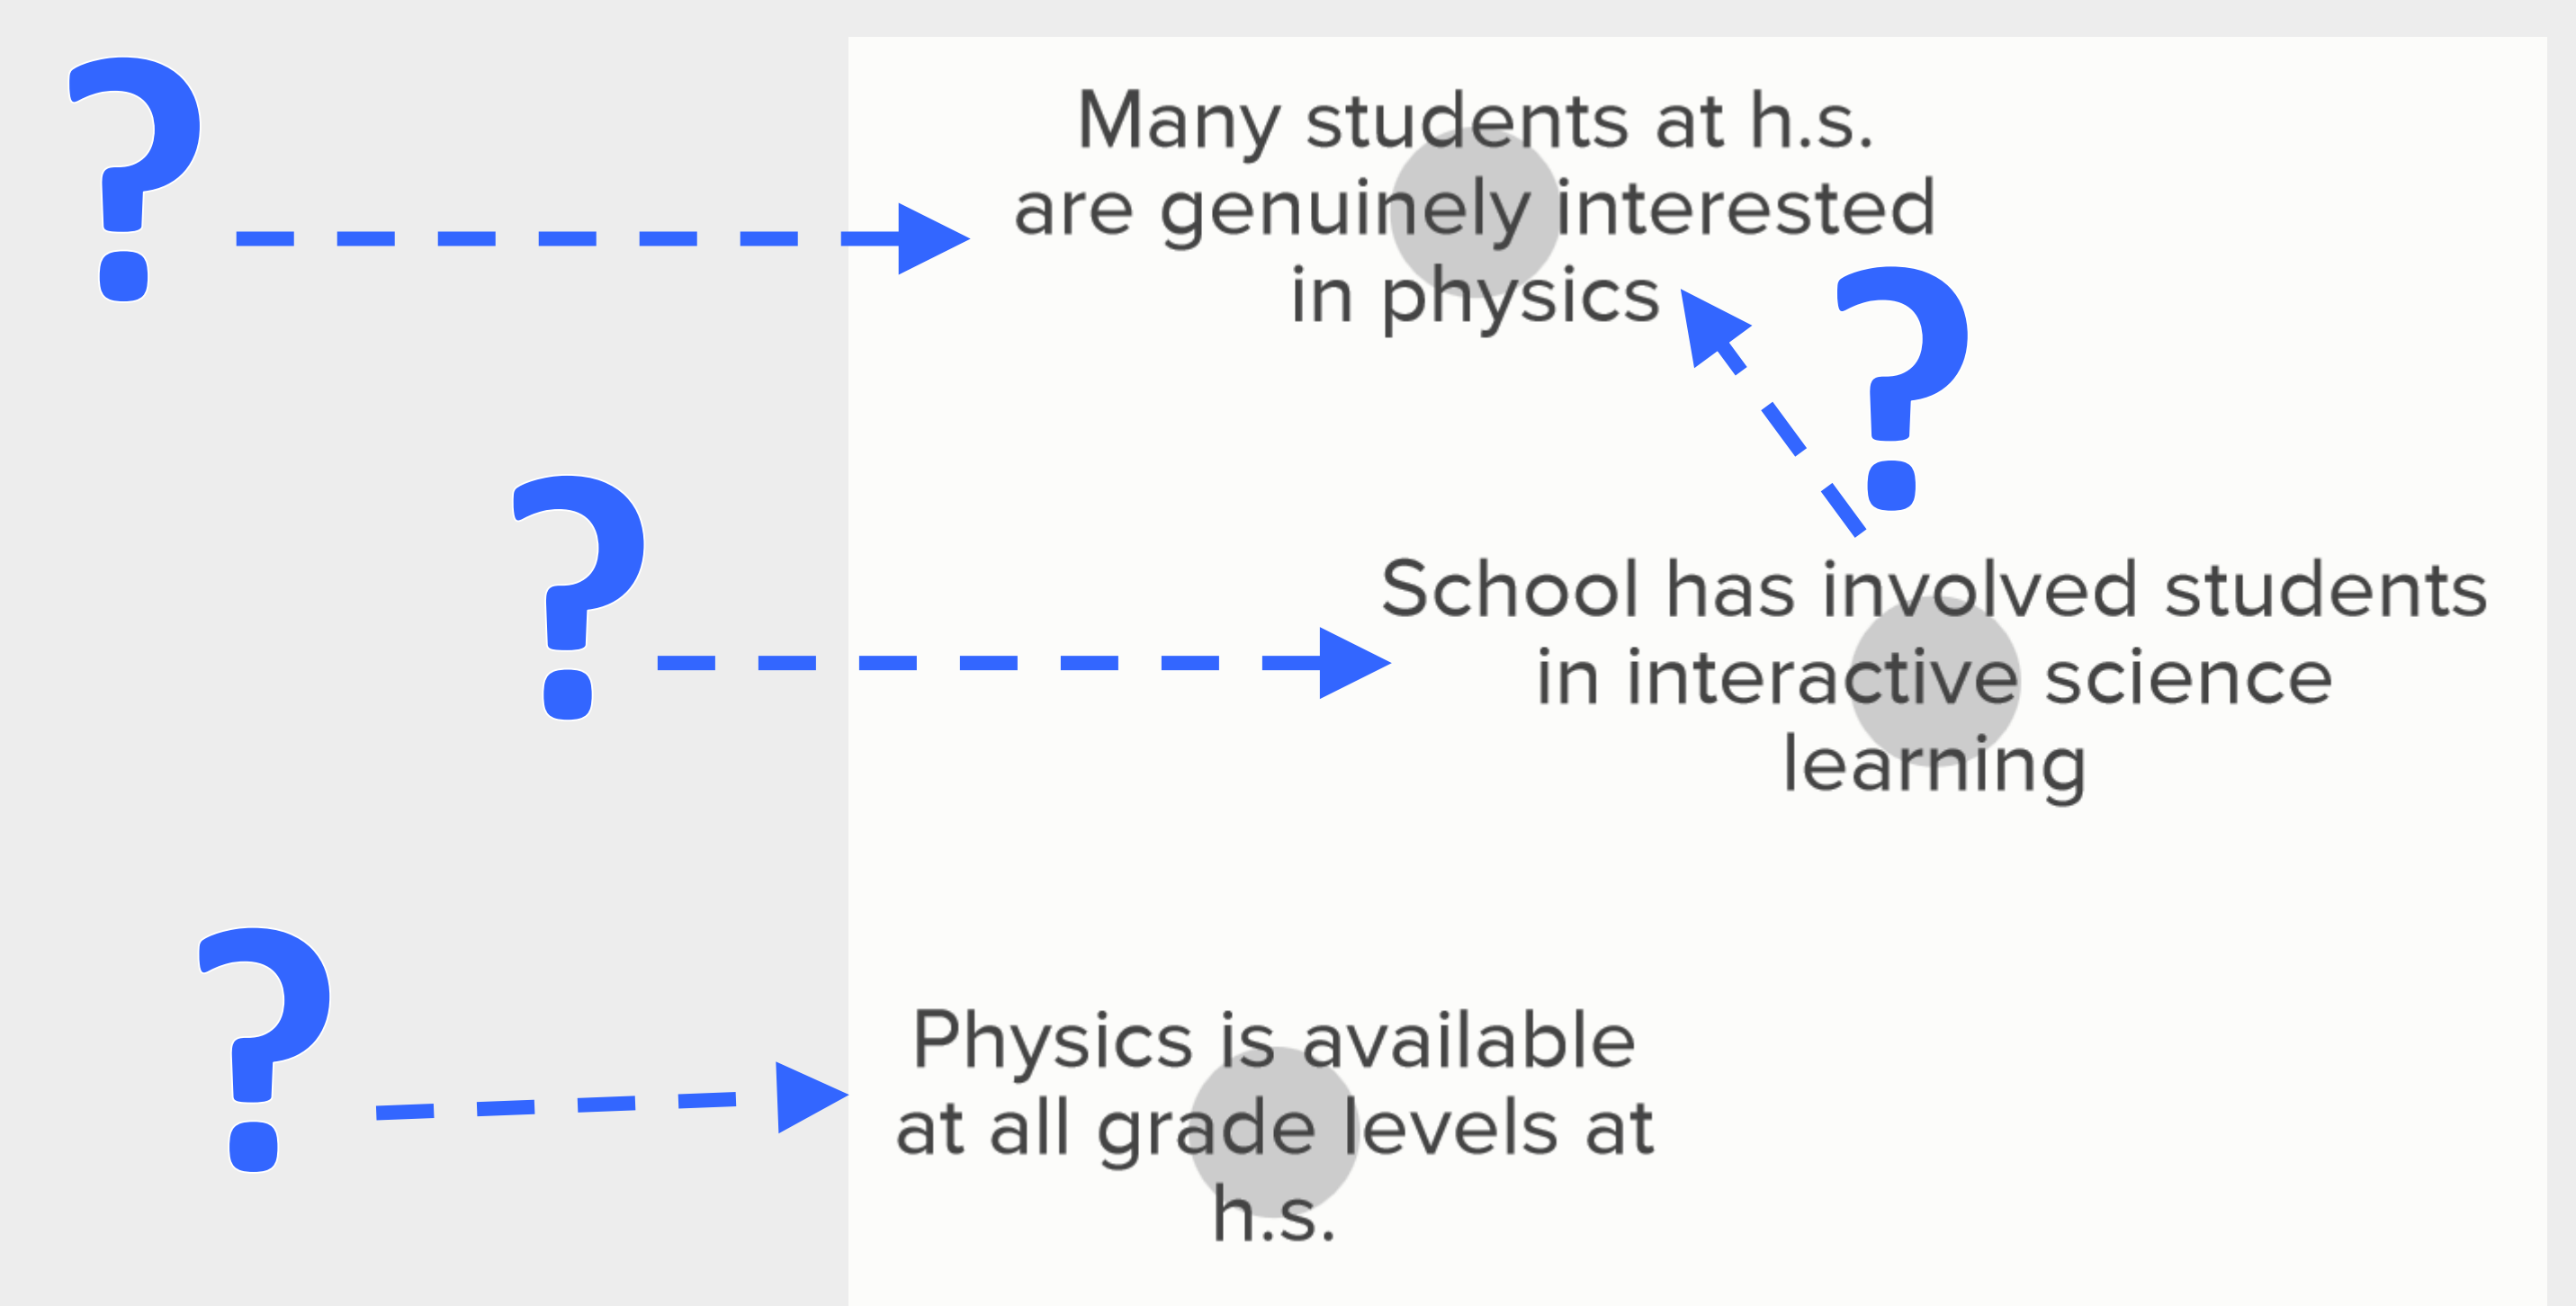 ?
Many students at h.s.
are genuinely interested
in physics
?
?
School has involved students
in interactive science
learning
?
Physics is available
at all grade levels at
h.s.